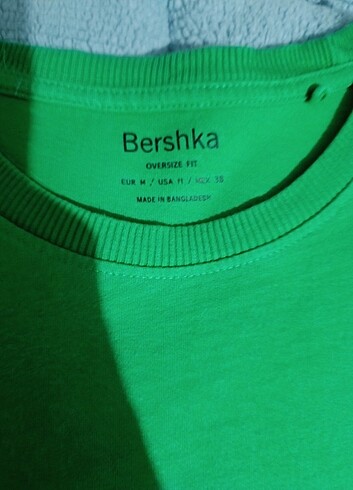 Bershka
OVERSIZE FIT
EUR M / USA M / MEX 38
MADE IN BANGLADESH